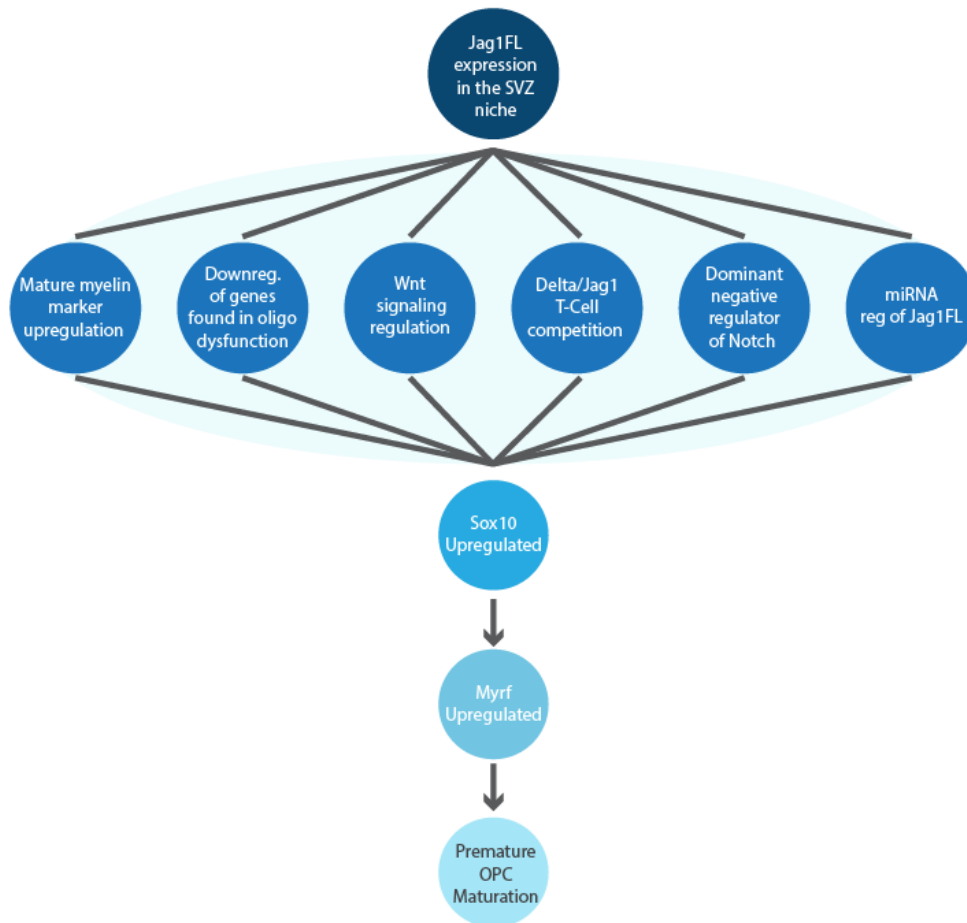 Jag1FL
expression
in the SVZ
niche
Mature myelin
marker
upregulation
Downreg.
of genes
found in oligo
dysfunction
Wnt
signaling
regulation
Delta/Jag1
T-Cell
competition
Dominant
negative
regulator
of Notch
miRNA
reg of Jag1FL
Sox10
Upregulated
Myrf
Upregulated
Premature
OPC
Maturation